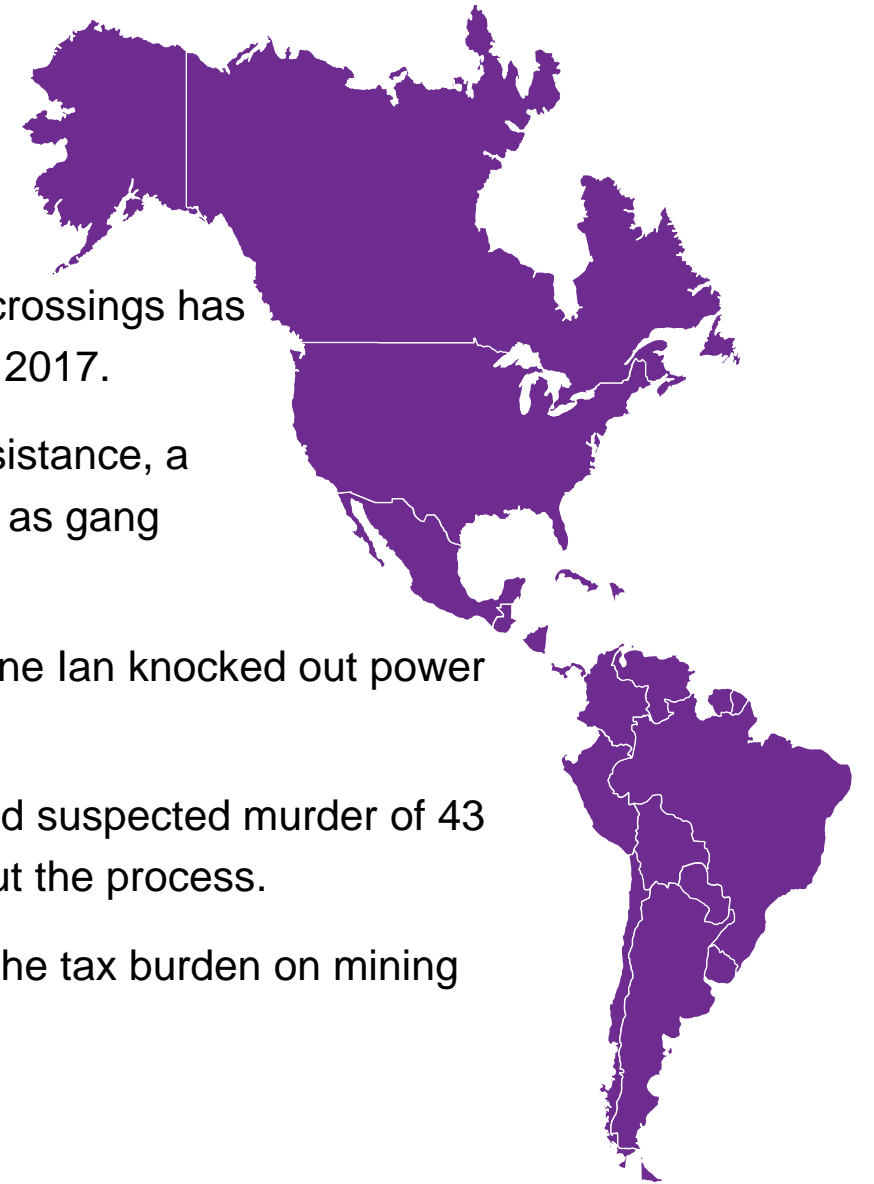 crossings has
2017.
sistance, a
as gang
ne Ian knocked out power
d suspected murder of 43
ut the process.
he tax burden on mining